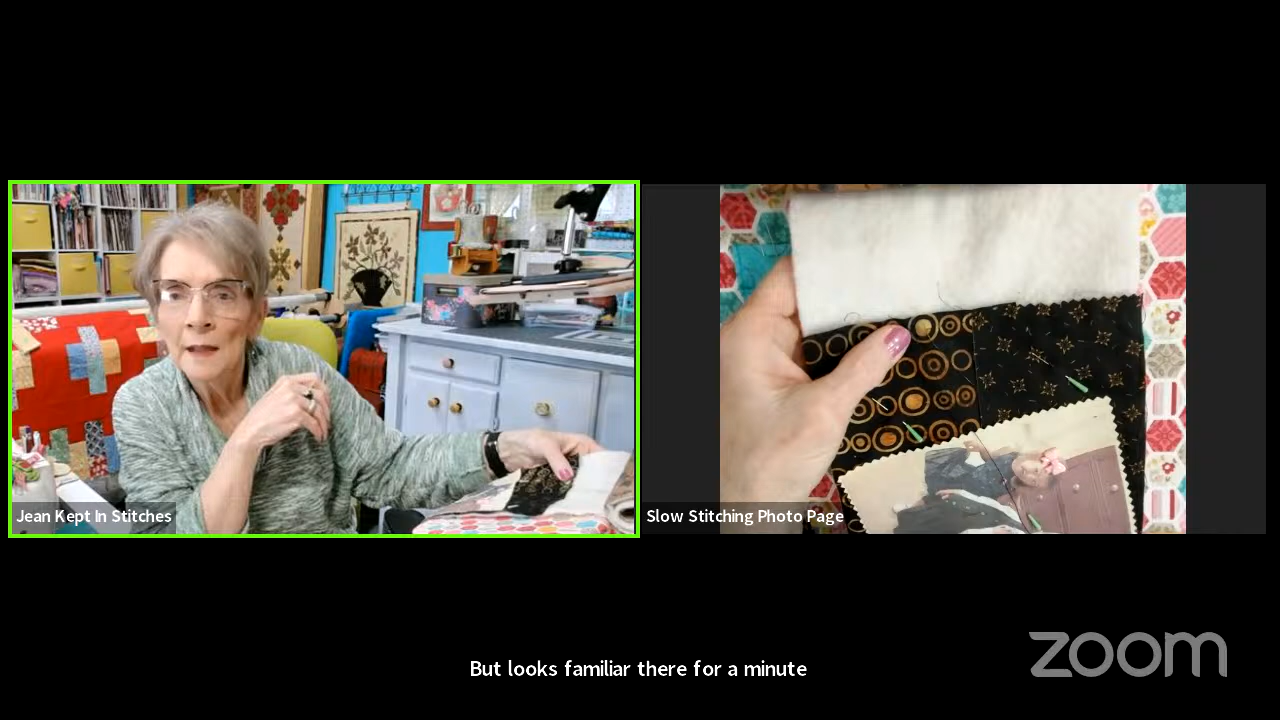 Jean Kept In Stitches
Slow Stitching Photo Page
But looks familiar there for a minute
zoom